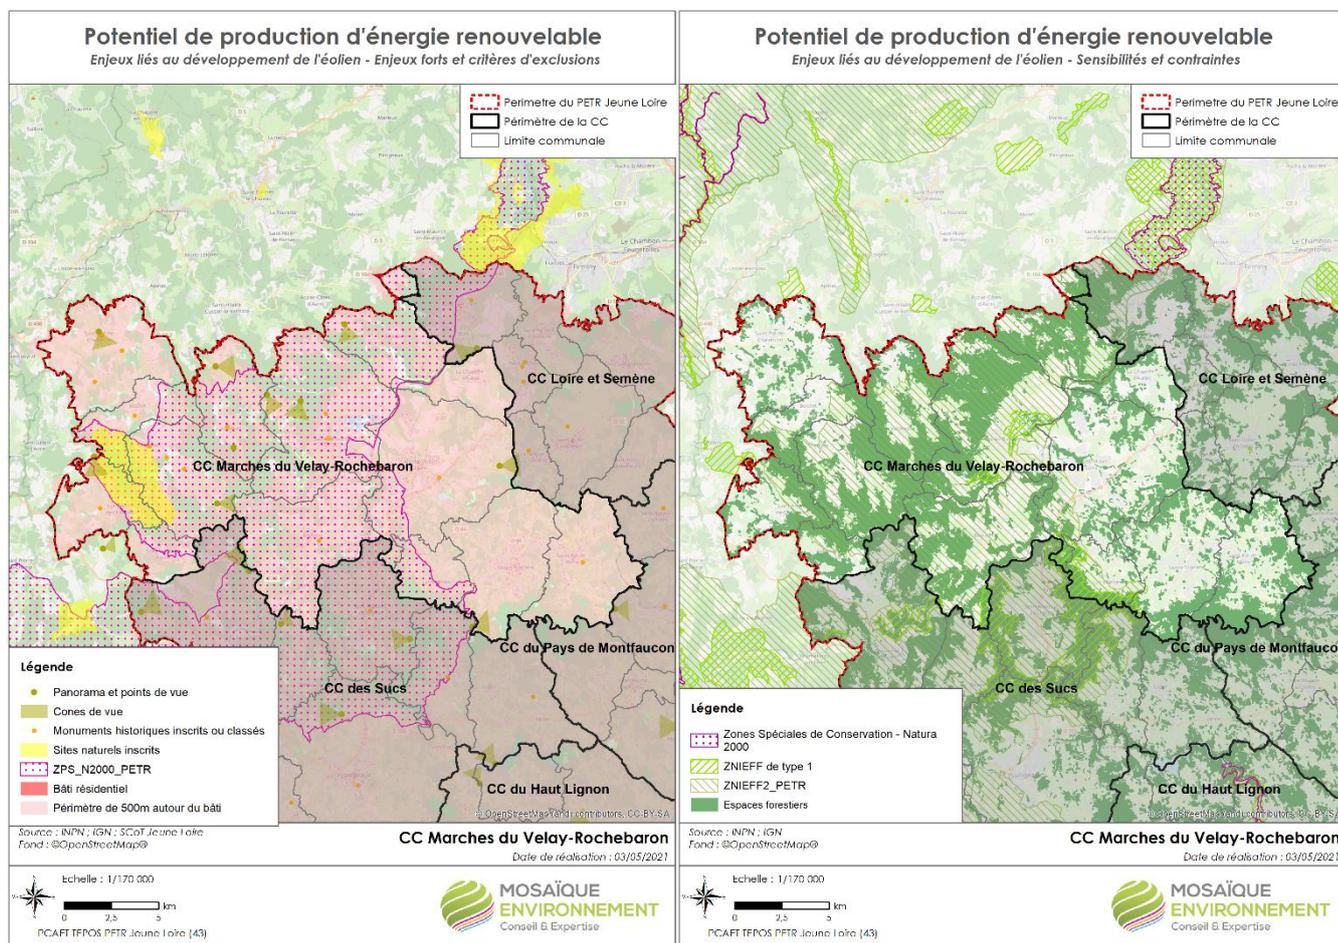 Potentiel de production d'énergie renouvelable
Enjeux liés au développement de l'éolien - Enjeux forts et critères d'exclusions
Perimetre du PETR Jeune Loire
Périmètre de la CC
Limite communale
Le Chambon
CC Loire et Semène
CC Marches du Velay-Rochebaron
CC du Pays de Montfaucon
CC des Sucs
CC du Haut Lignon
Légende
Panorama et points de vue
Cones de vue
Monuments historiques inscrits ou classés
Sites naturels inscrits
ZPS_N2000_PETR
Bâti résidentiel
Périmètre de 500m autour du bâti
© OpenStreetMap (and) contributors, CC-BY-SA
Source : INPN ; IGN ; SCoT Jeune Loire
Fond : ©OpenStreetMap®
CC Marches du Velay-Rochebaron
Date de réalisation : 03/05/2021
Echelle : 1/170 000
0 2,5 5 km
PCAET TEPOS PETR Jeune Loire (43)
MOSAÏQUE
ENVIRONNEMENT
Conseil & Expertise
Potentiel de production d'énergie renouvelable
Enjeux liés au développement de l'éolien - Sensibilités et contraintes
Perimetre du PETR Jeune Loire
Périmètre de la CC
Limite communale
CC Loire et Semène
CC Marches du Velay-Rochebaron
CC du Pays de Montfaucon
CC des Sucs
CC du Haut Lignon
Légende
Zones Spéciales de Conservation - Natura
2000
ZNIEFF de type 1
ZNIEFF2_PETR
Espaces forestiers
Source : INPN ; IGN
Fond : ©OpenStreetMap®
CC Marches du Velay-Rochebaron
Date de réalisation : 03/05/2021
Echelle : 1/170 000
0 2,5 5 km
PCAET TEPOS PETR Jeune Loire (43)
MOSAÏQUE
ENVIRONNEMENT
Conseil & Expertise